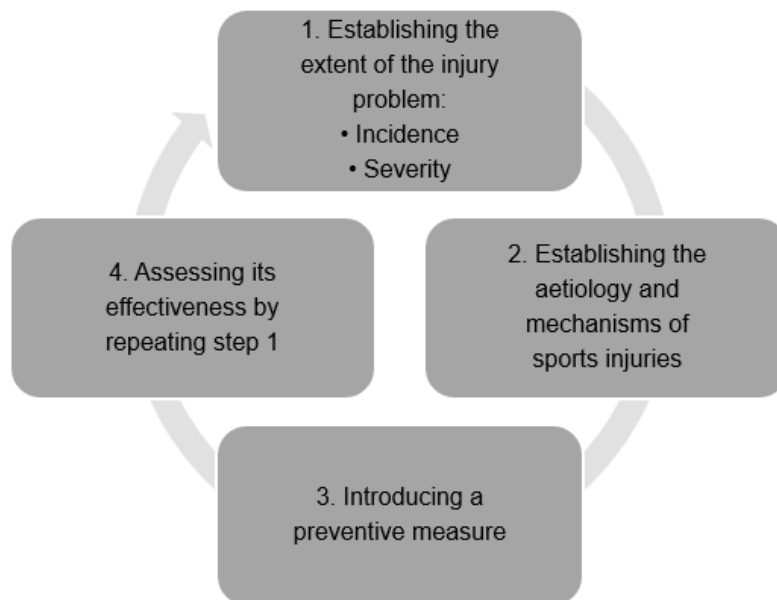 1. Establishing the
extent of the injury
problem:
• Incidence
• Severity
2. Establishing the
aetiology and
mechanisms of
sports injuries
3. Introducing a
preventive measure
4. Assessing its
effectiveness by
repeating step 1